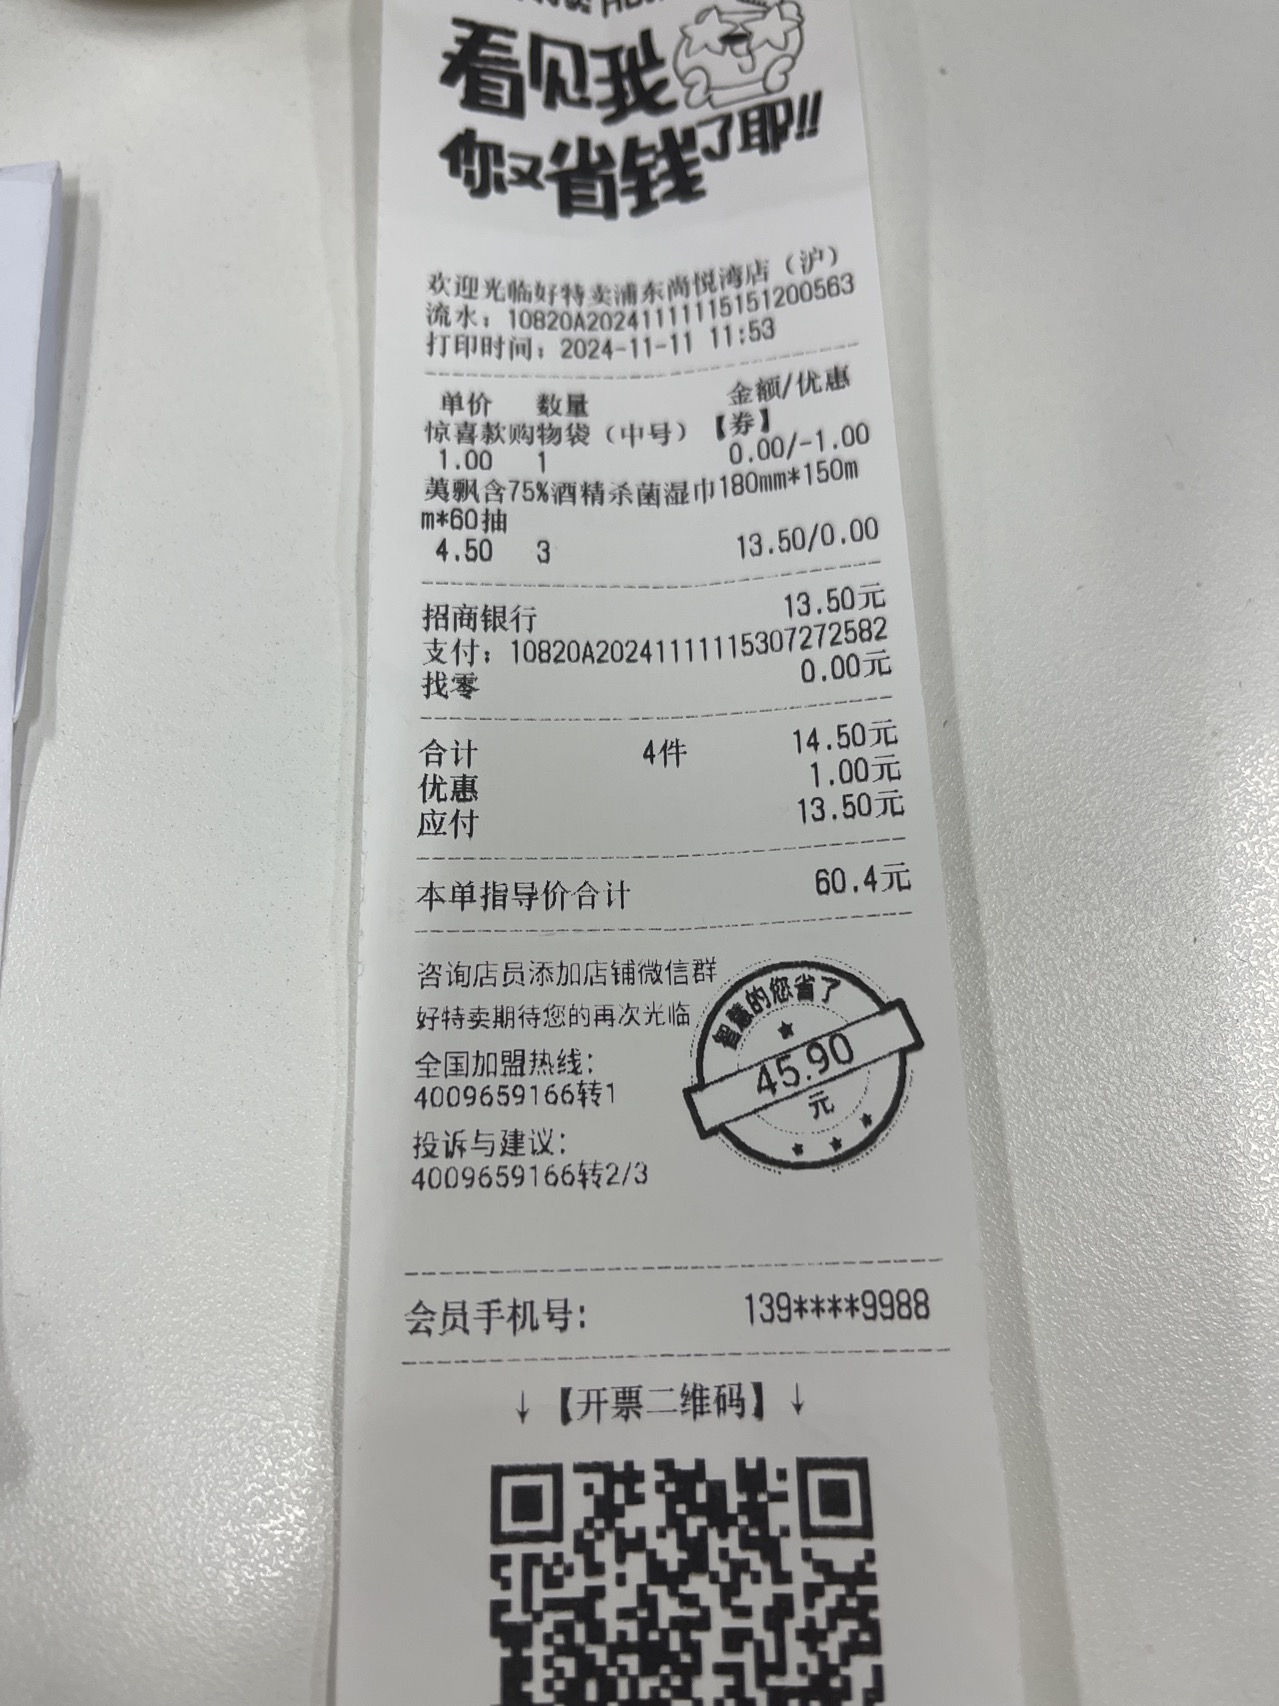 看见我
你又省钱了耶!!
欢迎光临好特卖浦东尚悦湾店（沪）
流水：10820A20241111115151200563
打印时间：2024-11-11 11:53
单价 数量 金额/优惠
惊喜款购物袋（中号）【券】
1.00 1 0.00/-1.00
萸飘含75%酒精杀菌湿巾180mm*150m
m*60抽
4.50 3 13.50/0.00
招商银行 13.50元
支付：10820A20241111115307272582
找零 0.00元
合计 4件 14.50元
优惠 1.00元
应付 13.50元
本单指导价合计 60.4元
咨询店员添加店铺微信群
好特卖期待您的再次光临
全国加盟热线：
4009659166转1
投诉与建议：
4009659166转2/3
智慧的您省了
45.90
元
会员手机号： 139****9988
↓【开票二维码】↓